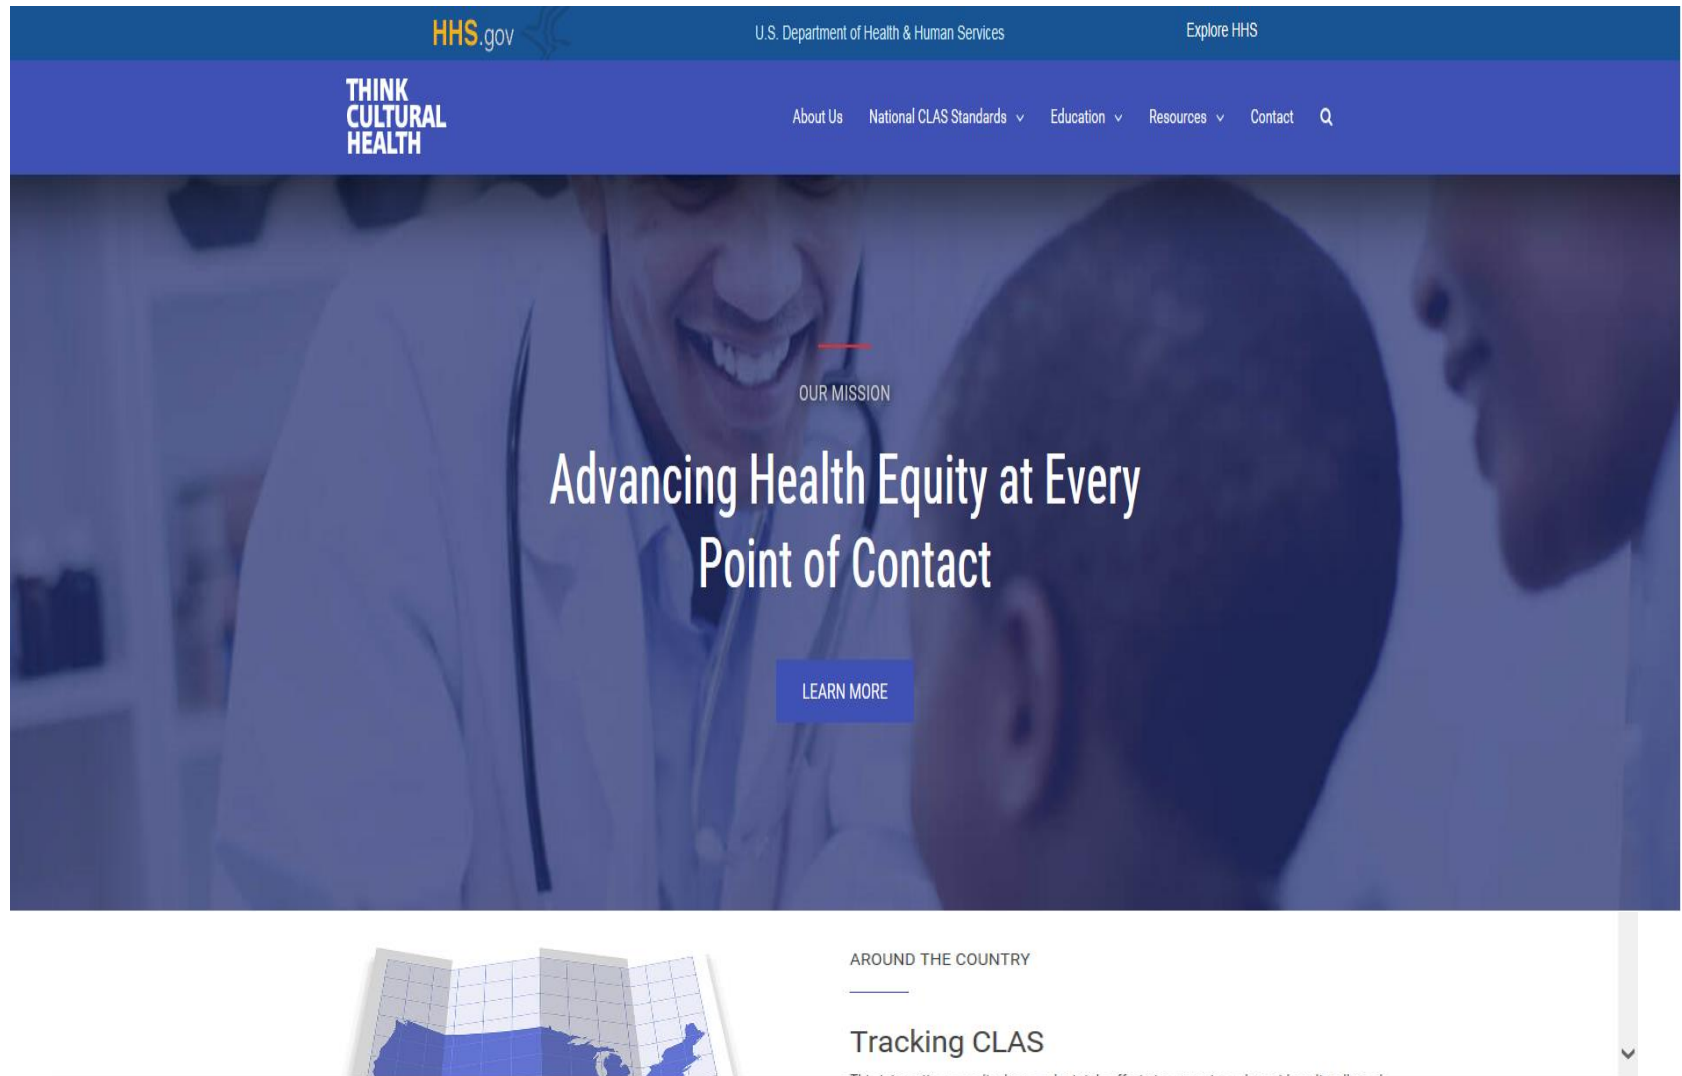 HHS.gov
U.S. Department of Health & Human Services
Explore HHS
THINK
CULTURAL
HEALTH
About Us
National CLAS Standards
Education
Resources
Contact
OUR MISSION
Advancing Health Equity at Every
Point of Contact
LEARN MORE
AROUND THE COUNTRY
Tracking CLAS